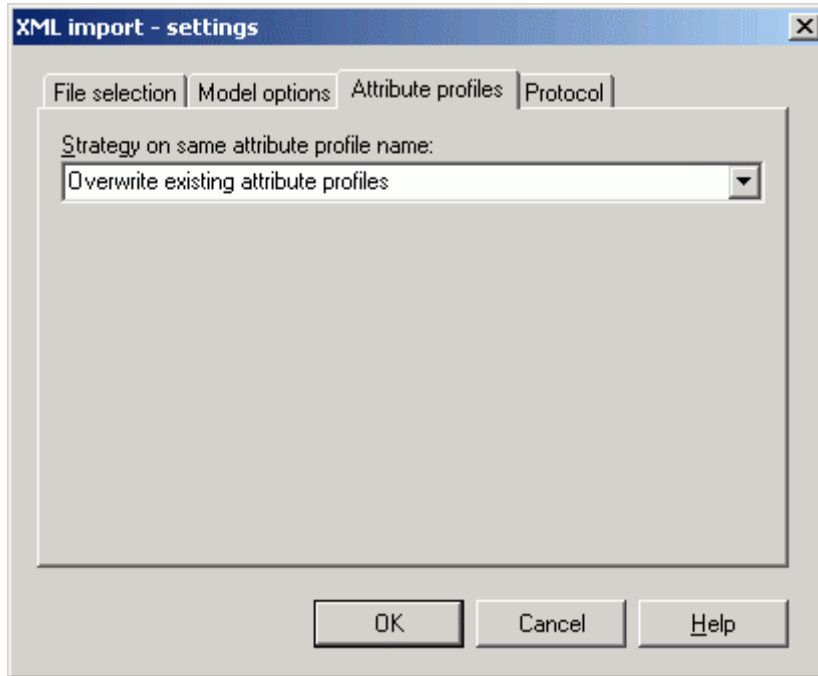 XML import - settings
File selection Model options Attribute profiles Protocol
Strategy on same attribute profile name:
Overwrite existing attribute profiles
OK Cancel Help